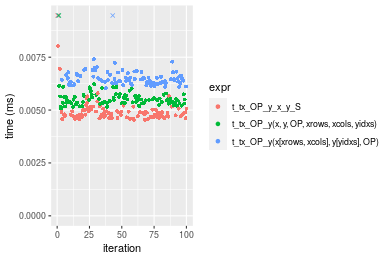 time (ms)
0.0075
0.0050
0.0025
0.0000
0
25
50
75
100
iteration
expr
t_tx_OP_y_x_y_S
t_tx_OP_y(x, y, OP, xrows, xcols, yidxs)
t_tx_OP_y(x[xrows, xcols], y[yidxs], OP)